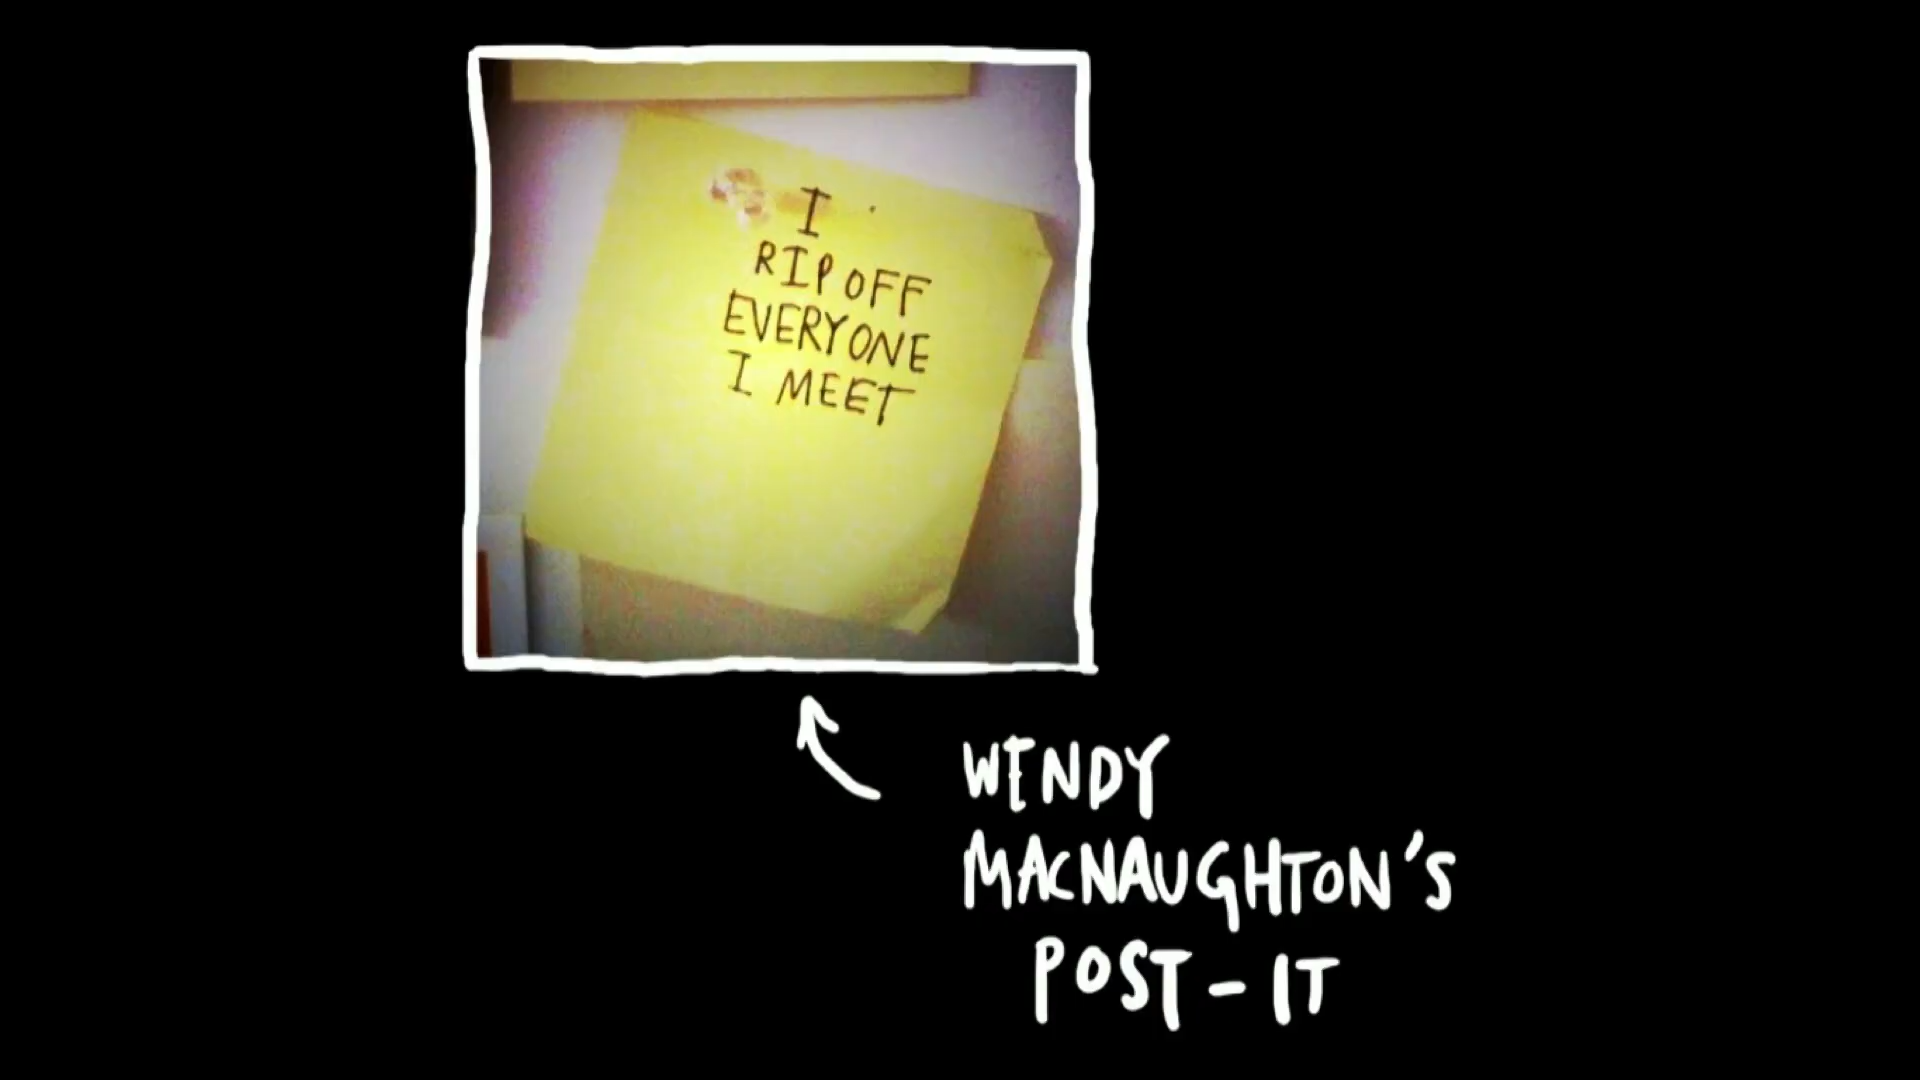 I
RIP OFF
EVERYONE
I MEET
WENDY
MACNAUGHTON'S
POST-IT